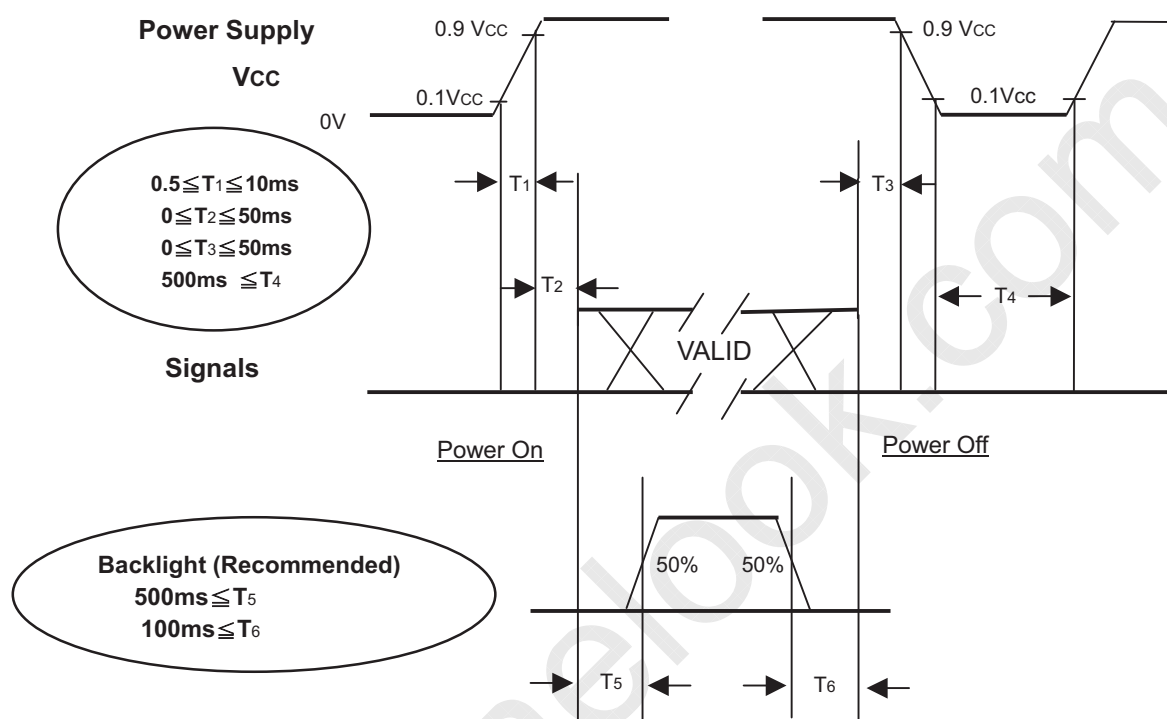 Power Supply
VCC
0.9 VCC
0.1VCC
0V
0.9 VCC
0.1Vcc
0.5≦T1≦10ms
0≦T2≦50ms
0≦T3≦50ms
500ms ≦T4
T1
T2
T3
T4
Signals
VALID
Power On
Power Off
Backlight (Recommended)
500ms≦T5
100ms≦T6
50%
50%
T5
T6
elook.com